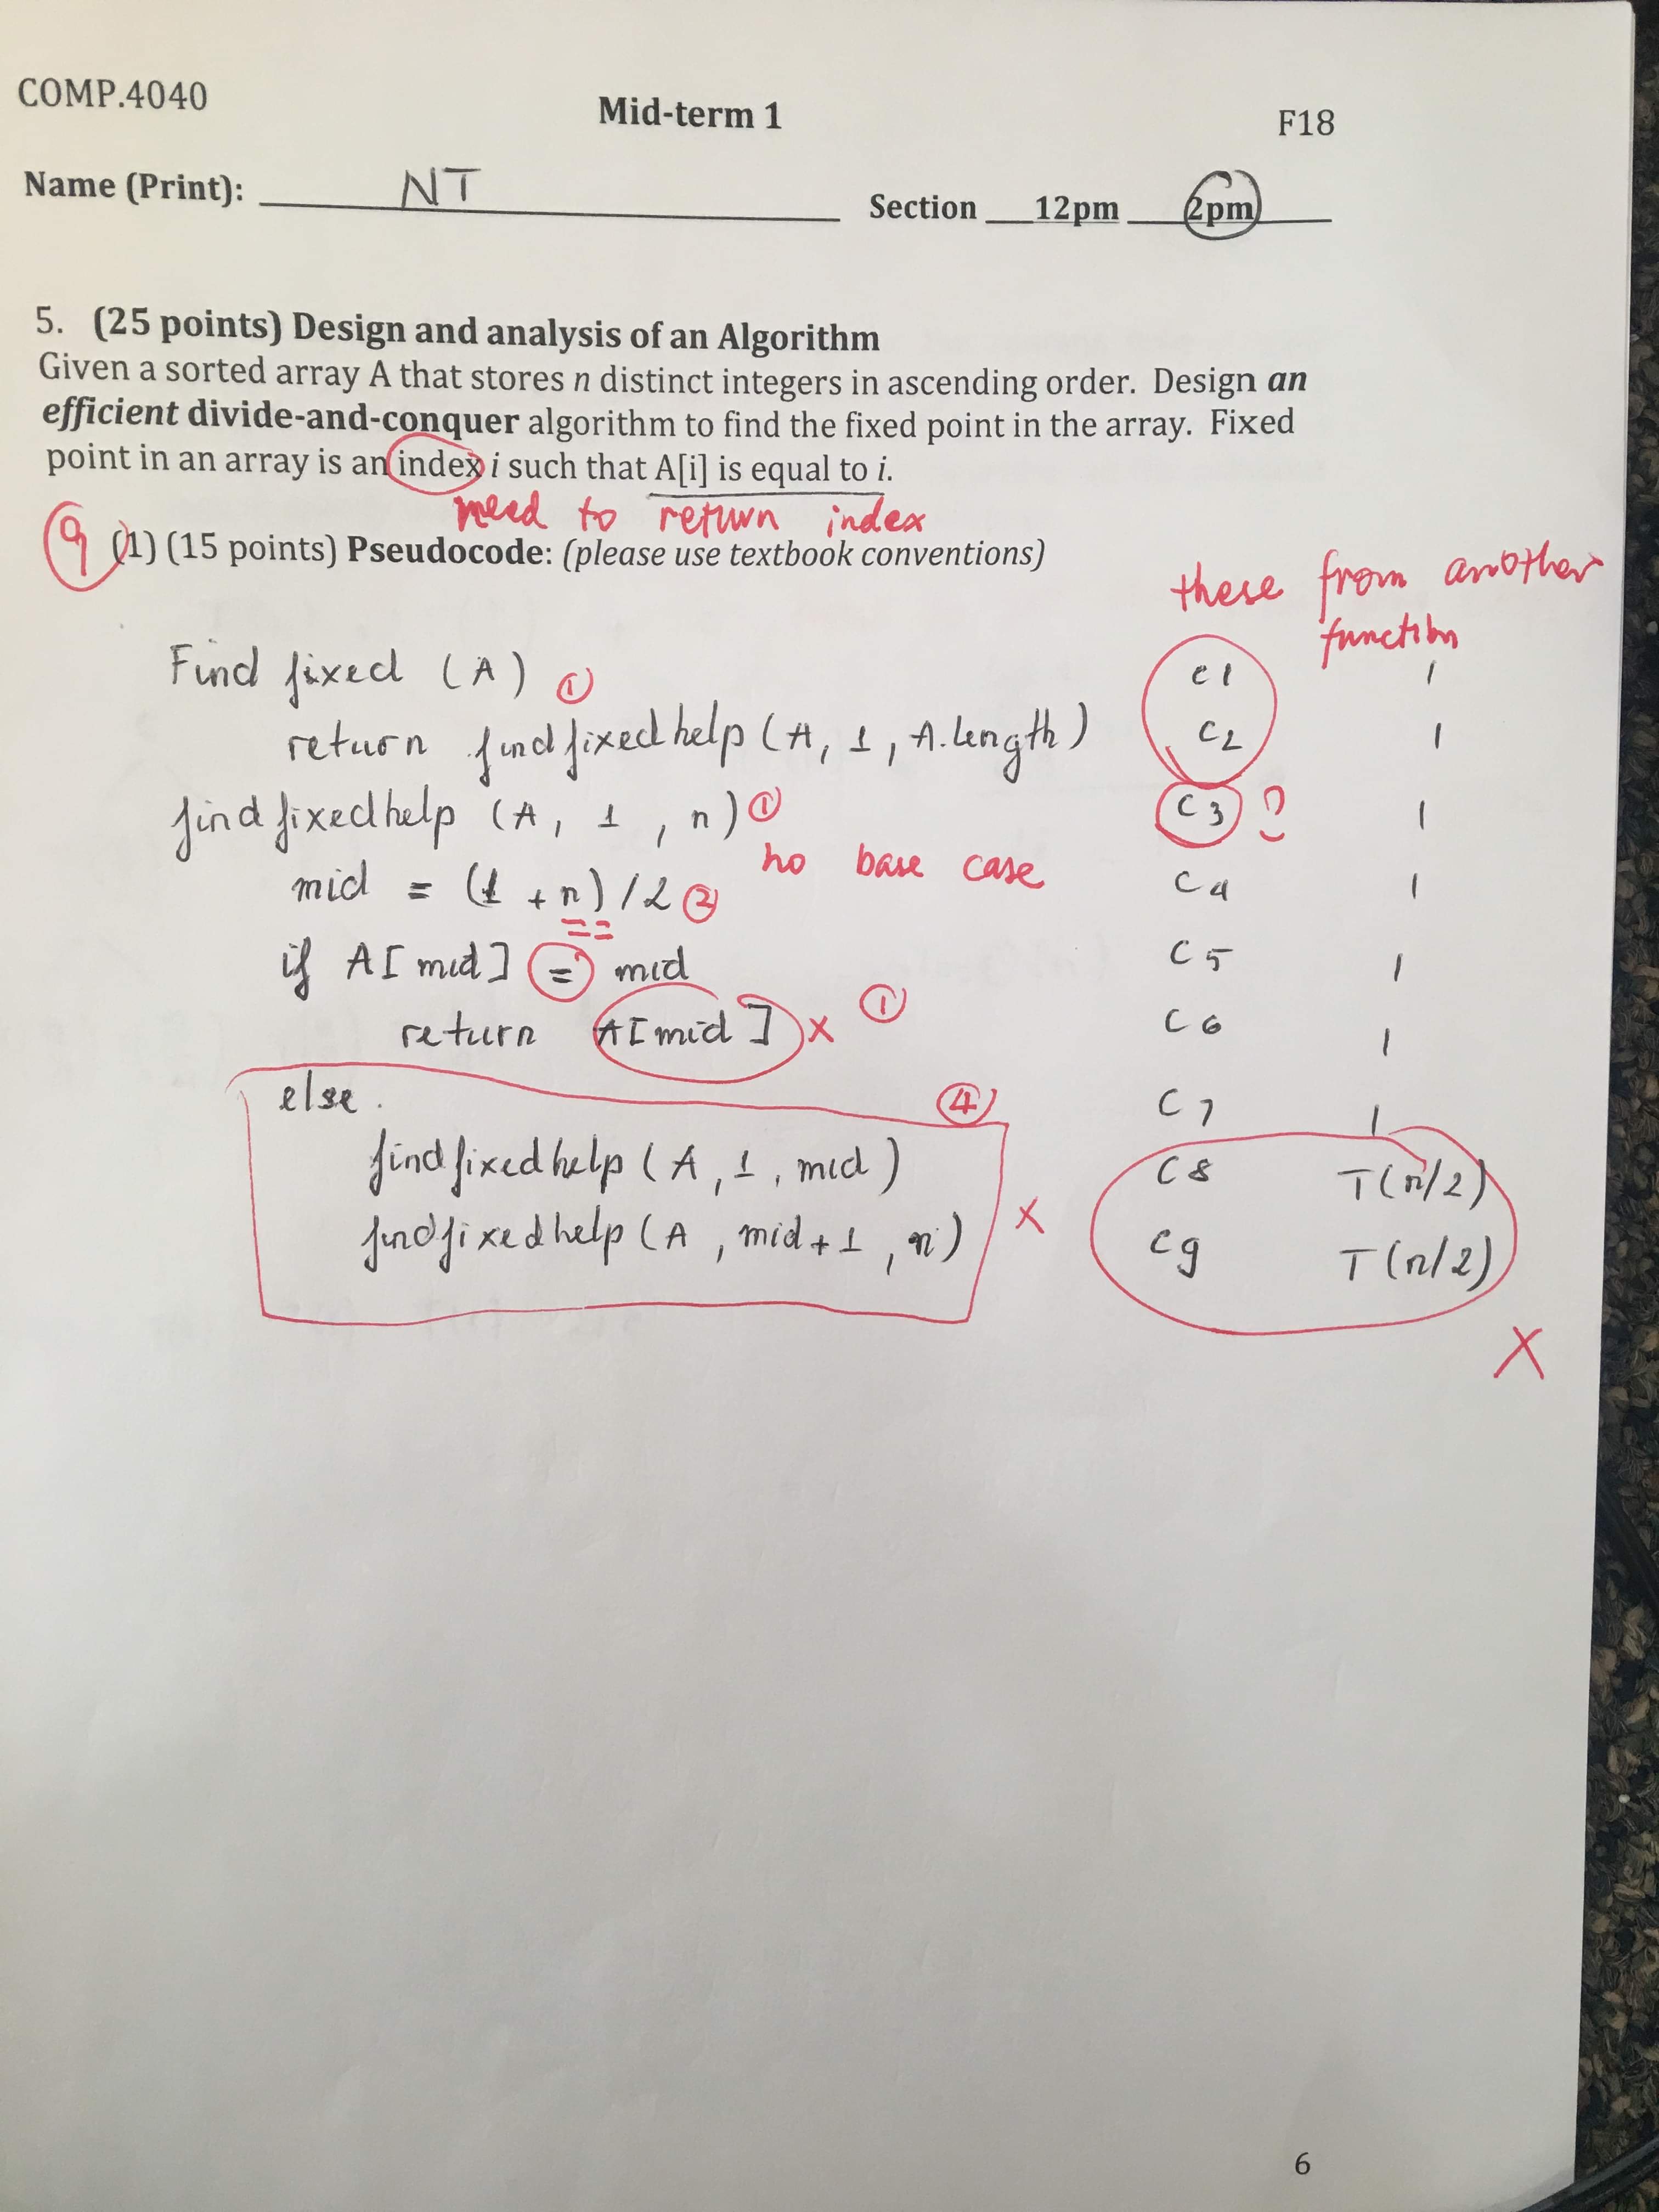 COMP.4040
Mid-term 1
F18
Name (Print): NT
Section 12pm 2pm
5. (25 points) Design and analysis of an Algorithm
Given a sorted array A that stores n distinct integers in ascending order. Design an
efficient divide-and-conquer algorithm to find the fixed point in the array. Fixed
point in an array is an index i such that A[i] is equal to i.
need to return index
9 (1) (15 points) Pseudocode: (please use textbook conventions)
these from another
function
Find fixed (A) 1 c1 1
return findfixedhelp (A, 1, A.length) c2 1
findfixedhelp (A, 1, n) 1 c3 ? 1
no base case
mid = (1 + n) / 2 2 c4 1
==
if A[mid] = mid c5 1
return A[mid] x 1 c6 1
else. 4 c7 1
findfixedhelp (A, 1, mid) c8 T(n/2)
findfixedhelp (A, mid+1, n) x c9 T(n/2)
X
6